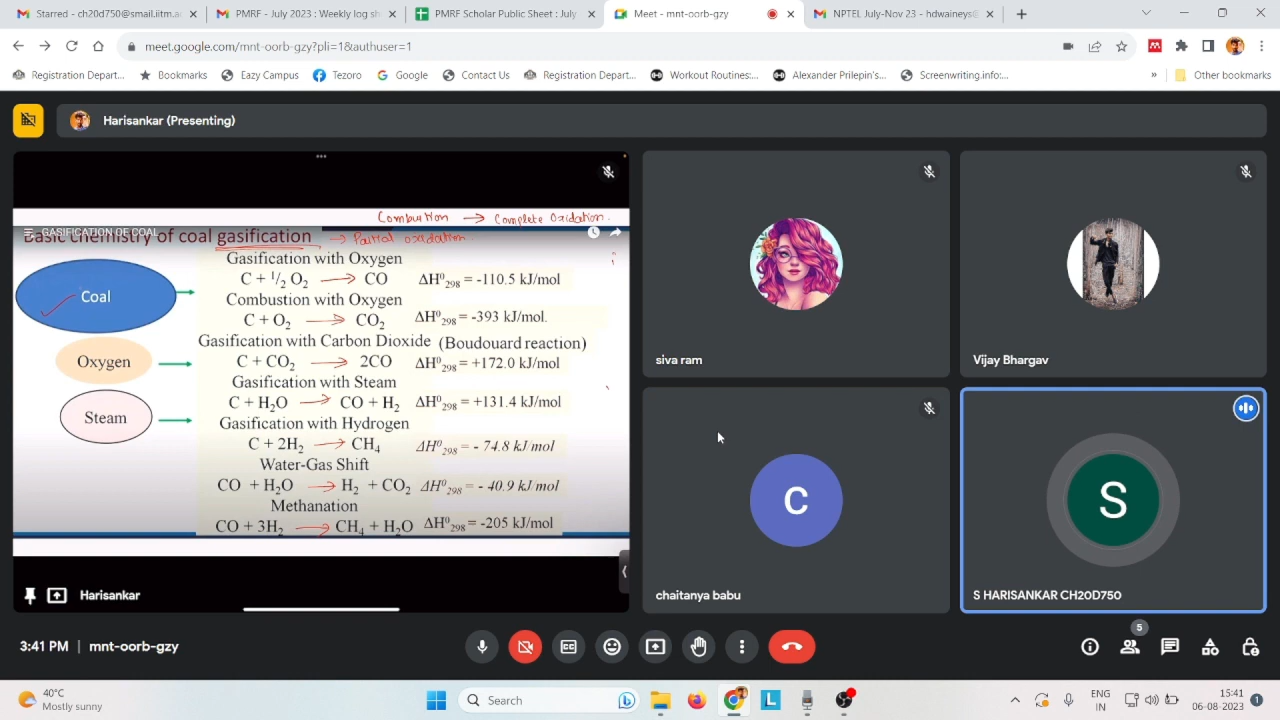 Starred - ch20d750@smail.iitm.a
PMRF - July 2023 : Weekly log sh
PMRF Scholar Public Sheet : July
Meet - mnt-oorb-gzy
NPTEL July-Nov 23 - hdwaineys@
meet.google.com/mnt-oorb-gzy?pli=1&authuser=1
Registration Depart... Bookmarks Eazy Campus Tezoro Google Contact Us Registration Depart... Workout Routines:... Alexander Prilepin's... Screenwriting.info:... » Other bookmarks
Harisankar (Presenting)
Combustion → Complete Oxidation.
GASIFICATION OF COAL
Basic chemistry of coal gasification → Partial oxidation.
Gasification with Oxygen
Coal
C + 1/2 O₂ → CO ΔH⁰₂₉₈ = -110.5 kJ/mol
Combustion with Oxygen
C + O₂ → CO₂ ΔH⁰₂₉₈ = -393 kJ/mol.
Gasification with Carbon Dioxide (Boudouard reaction)
Oxygen
C + CO₂ → 2CO ΔH⁰₂₉₈ = +172.0 kJ/mol
Gasification with Steam
Steam
C + H₂O → CO + H₂ ΔH⁰₂₉₈ = +131.4 kJ/mol
Gasification with Hydrogen
C + 2H₂ → CH₄ ΔH⁰₂₉₈ = - 74.8 kJ/mol
Water-Gas Shift
CO + H₂O → H₂ + CO₂ ΔH⁰₂₉₈ = - 40.9 kJ/mol
Methanation
CO + 3H₂ → CH₄ + H₂O ΔH⁰₂₉₈ = -205 kJ/mol
Harisankar
siva ram
Vijay Bhargav
C
chaitanya babu
S
S HARISANKAR CH20D750
3:41 PM | mnt-oorb-gzy
5
40°C
Mostly sunny
Search
ENG
IN
15:41
06-08-2023
1